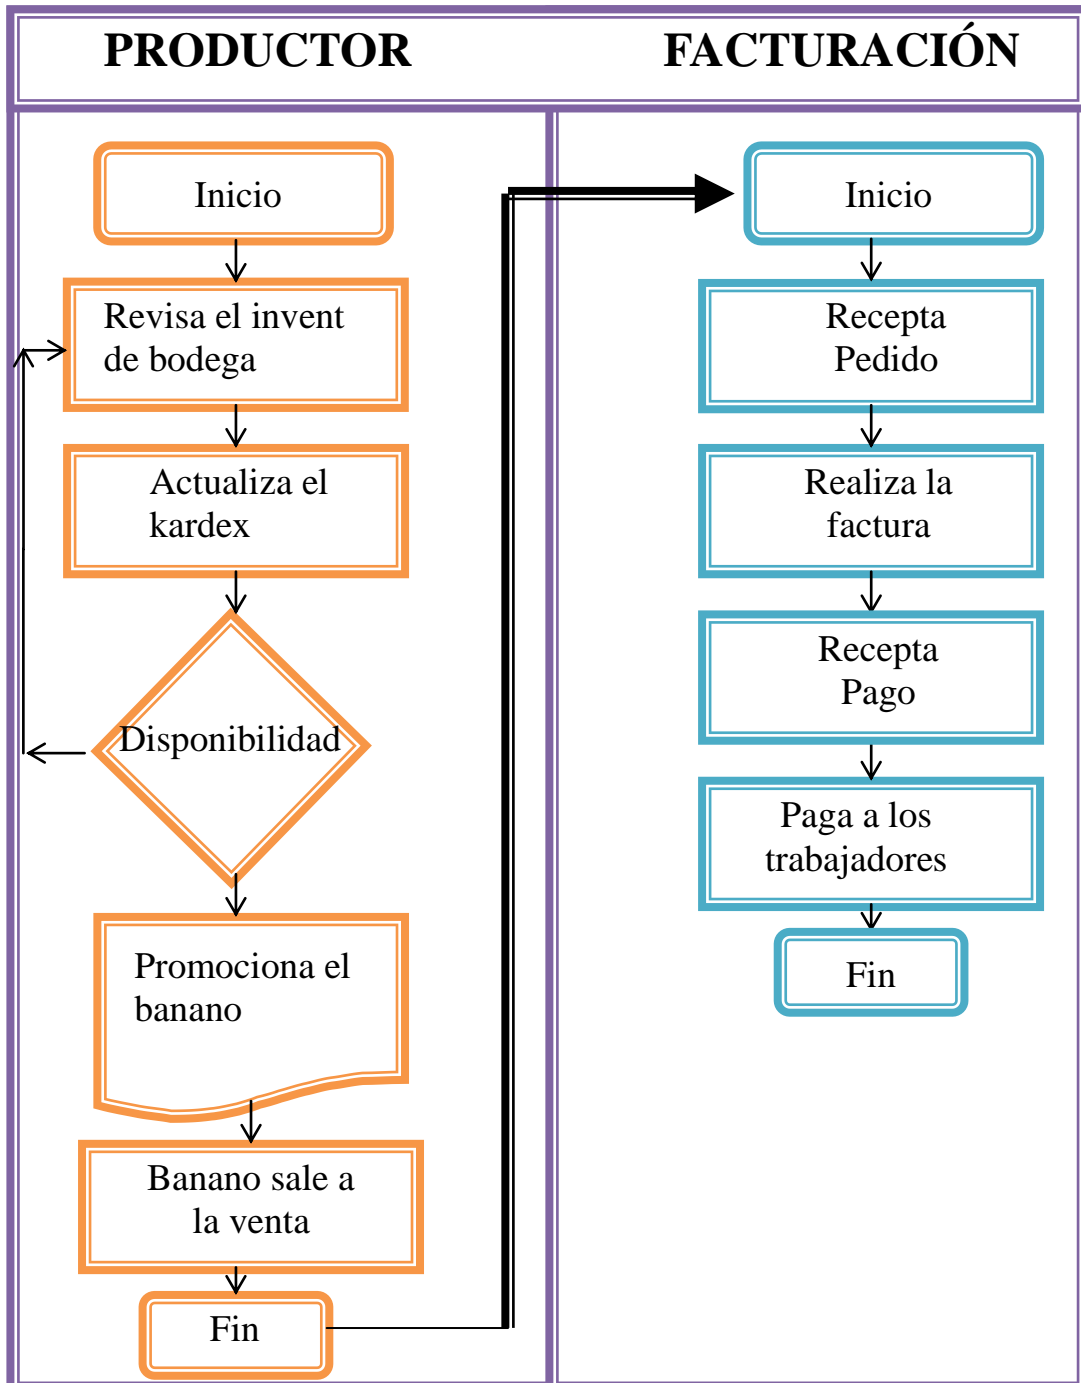 PRODUCTOR
FACTURACIÓN
Inicio
Revisa el invent
de bodega
Actualiza el
kardex
Disponibilidad
Promociona el
banano
Banano sale a
la venta
Fin
Inicio
Recepta
Pedido
Realiza la
factura
Recepta
Pago
Paga a los
trabajadores
Fin